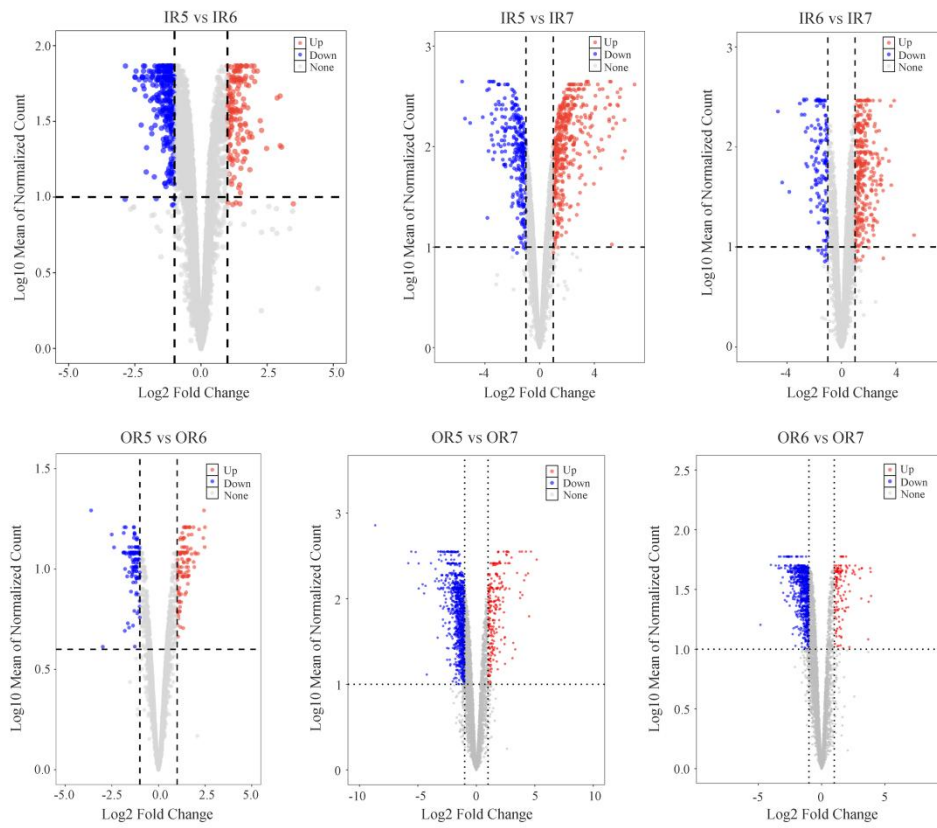 IR5 vs IR6
Up
Down
None
2.0
1.5
1.0
0.5
0.0
-5.0
-2.5
0.0
2.5
5.0
Log10 Mean of Normalized Count
Log2 Fold Change
IR5 vs IR7
Up
Down
None
3
2
1
0
-4
0
4
Log10 Mean of Normalized Count
Log2 Fold Change
IR6 vs IR7
Up
Down
None
3
2
1
0
-4
0
4
Log10 Mean of Normalized Count
Log2 Fold Change
OR5 vs OR6
Up
Down
None
1.5
1.0
0.5
0.0
-5.0
-2.5
0.0
2.5
5.0
Log10 Mean of Normalized Count
Log2 Fold Change
OR5 vs OR7
Up
Down
None
3
2
1
0
-10
-5
0
5
10
Log10 Mean of Normalized Count
Log2 Fold Change
OR6 vs OR7
Up
Down
None
2.5
2.0
1.5
1.0
0.5
0.0
-5
0
5
Log10 Mean of Normalized Count
Log2 Fold Change